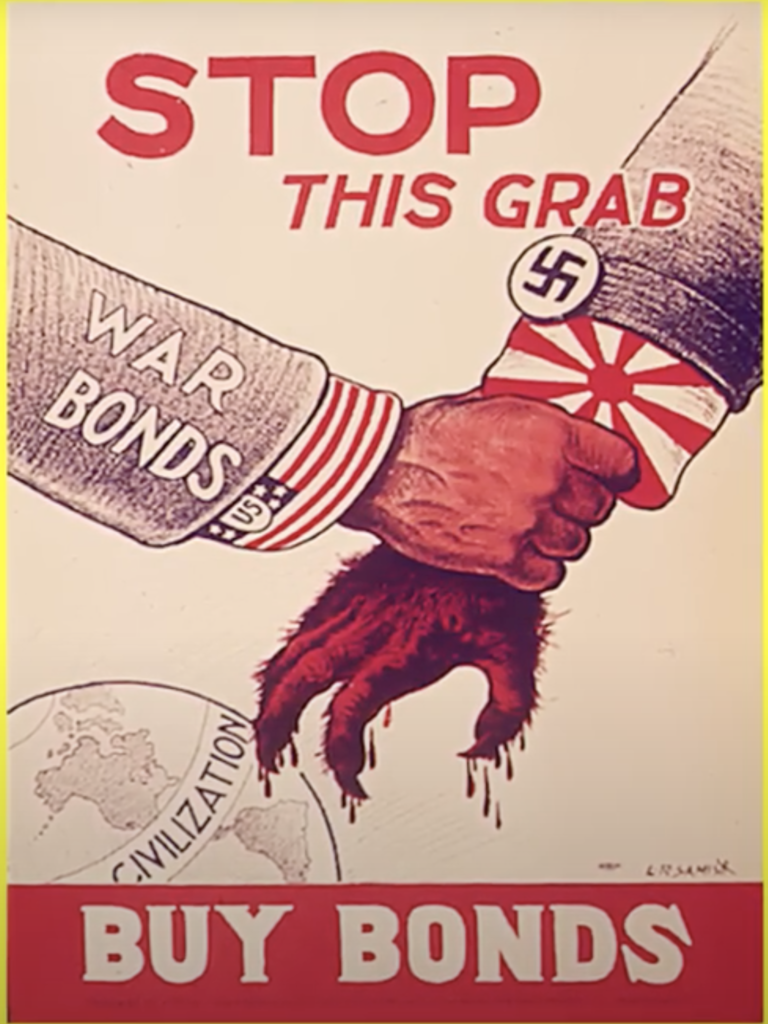 STOP
THIS GRAB
WAR
BONDS
US
CIVILIZATION
BUY BONDS